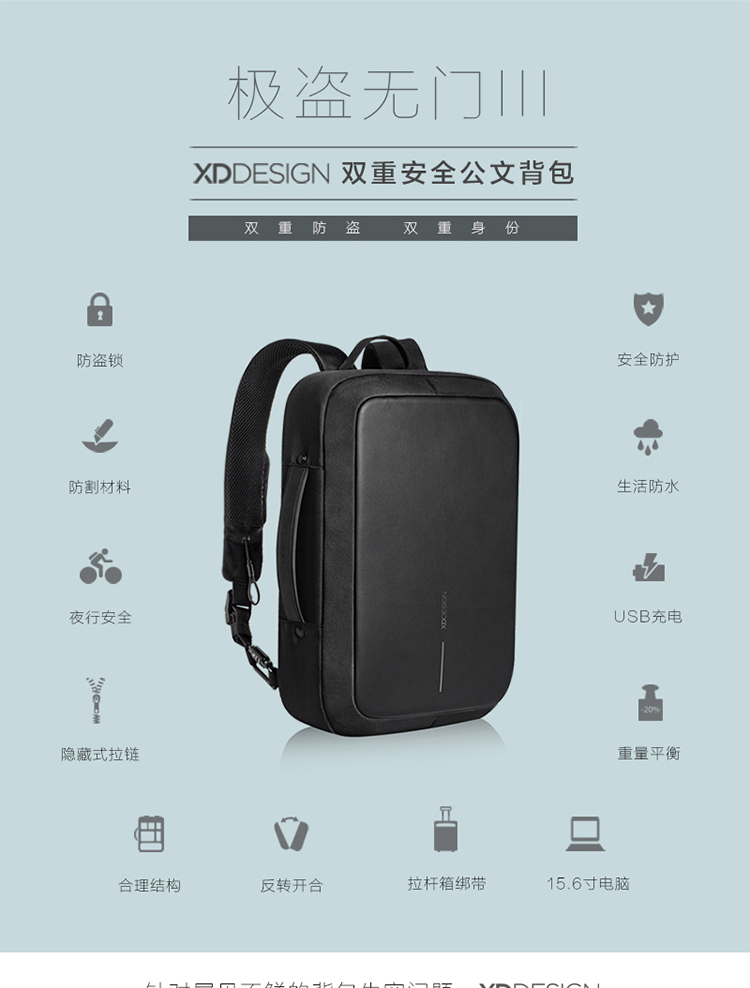 极盗无门III
XDDESIGN 双重安全公文背包
双重防盗 双重身份
防盗锁
安全防护
防割材料
生活防水
夜行安全
USB充电
XDDESIGN
-20%
隐藏式拉链
重量平衡
合理结构
反转开合
拉杆箱绑带
15.6寸电脑